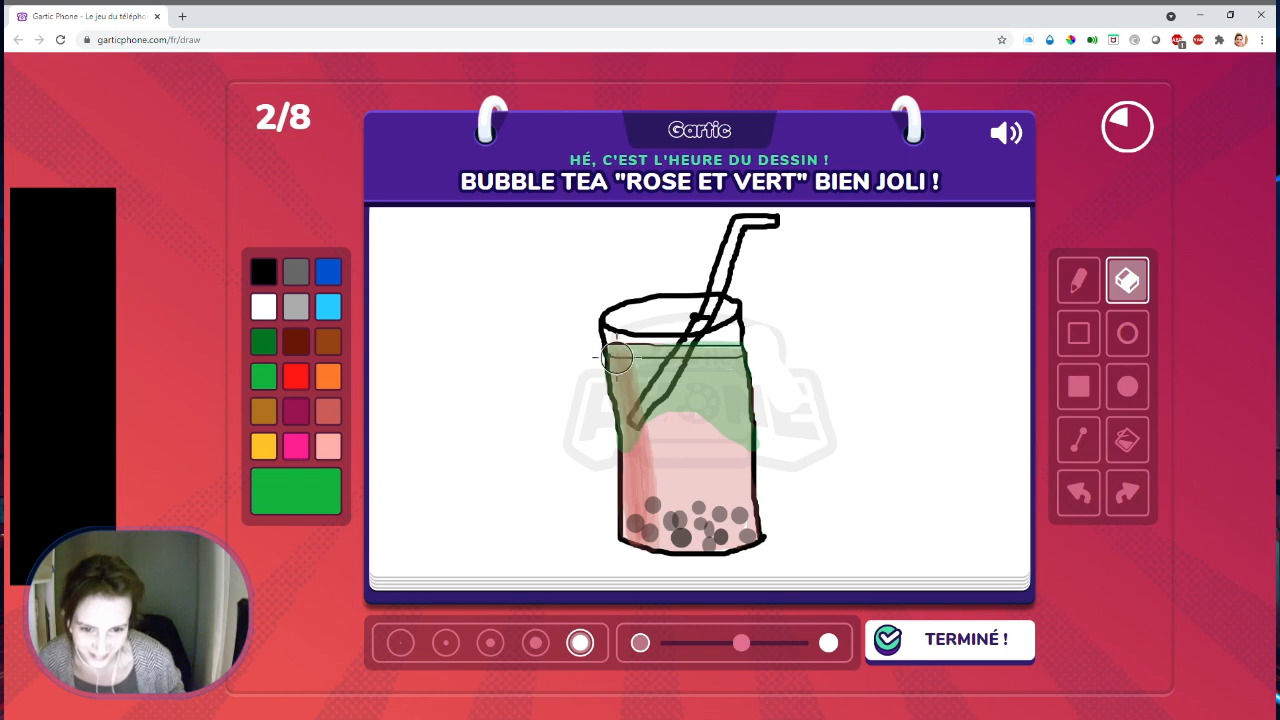 Gartic Phone - Le jeu du télépho
garticphone.com/fr/draw
2/8
Gartic
HÉ, C'EST L'HEURE DU DESSIN !
BUBBLE TEA "ROSE ET VERT" BIEN JOLI !
TERMINÉ !